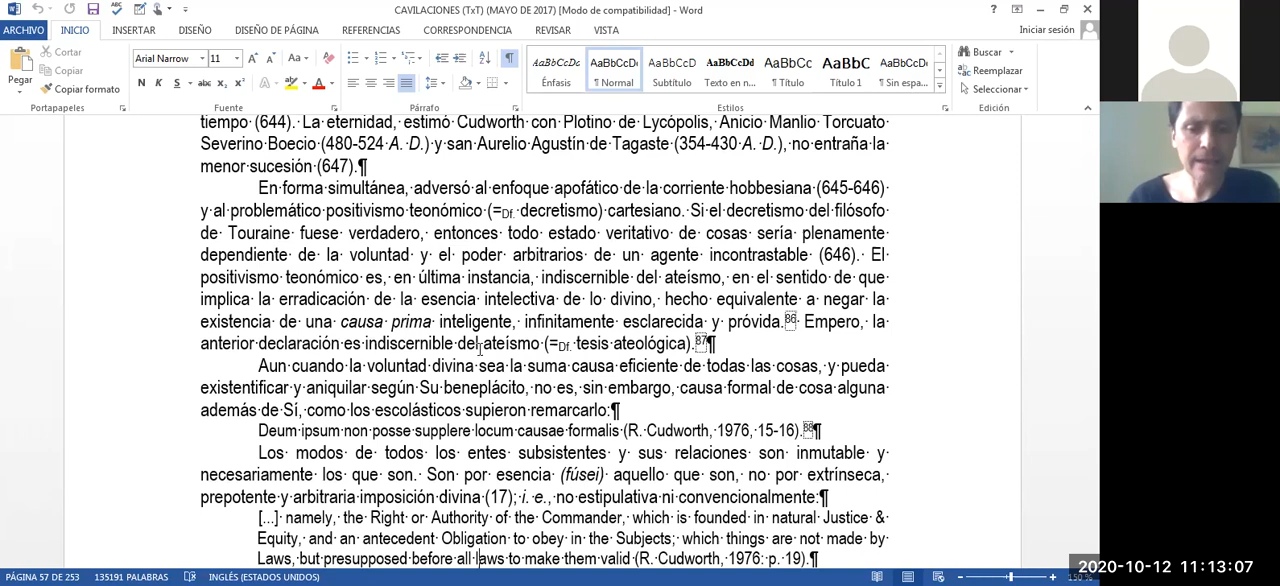 CAVILACIONES (TxT) (MAYO DE 2017) [Modo de compatibilidad] - Word
ARCHIVO INICIO INSERTAR DISEÑO DISEÑO DE PÁGINA REFERENCIAS CORRESPONDENCIA REVISAR VISTA Iniciar sesión
Cortar
Copiar
Copiar formato
Pegar
Portapapeles
Arial Narrow 11
N K S abc x₂ x²
Fuente
Párrafo
AaBbCcDc AaBbCcDc AaBbCcD AaBbCcDd AaBbCc AaBbC AaBbCcDc
Énfasis ¶ Normal Subtítulo Texto en n... ¶ Título Título 1 ¶ Sin espa...
Estilos
Buscar
Reemplazar
Seleccionar
Edición
tiempo (644). La eternidad, estimó Cudworth con Plotino de Lycópolis, Anicio Manlio Torcuato
Severino Boecio (480-524 A. D.) y san Aurelio Agustín de Tagaste (354-430 A. D.), no entraña la
menor sucesión (647).¶
En forma simultánea, adversó al enfoque apofático de la corriente hobbesiana (645-646)
y al problemático positivismo teonómico (=Df. decretismo) cartesiano. Si el decretismo del filósofo
de Touraine fuese verdadero, entonces todo estado veritativo de cosas sería plenamente
dependiente de la voluntad y el poder arbitrarios de un agente incontrastable (646). El
positivismo teonómico es, en última instancia, indiscernible del ateísmo, en el sentido de que
implica la erradicación de la esencia intelectiva de lo divino, hecho equivalente a negar la
existencia de una causa prima inteligente, infinitamente esclarecida y próvida.86 Empero, la
anterior declaración es indiscernible del ateísmo (=Df. tesis ateológica).87¶
Aun cuando la voluntad divina sea la suma causa eficiente de todas las cosas, y pueda
existentificar y aniquilar según Su beneplácito, no es, sin embargo, causa formal de cosa alguna
además de Sí, como los escolásticos supieron remarcarlo:¶
Deum ipsum non posse supplere locum causae formalis (R. Cudworth, 1976, 15-16).88¶
Los modos de todos los entes subsistentes y sus relaciones son inmutable y
necesariamente los que son. Son por esencia (fúsei) aquello que son, no por extrínseca,
prepotente y arbitraria imposición divina (17); i. e., no estipulativa ni convencionalmente:¶
[...] namely, the Right or Authority of the Commander, which is founded in natural Justice &
Equity, and an antecedent Obligation to obey in the Subjects; which things are not made by
Laws, but presupposed before all laws to make them valid (R. Cudworth, 1976: p. 19).¶
PÁGINA 57 DE 253 135191 PALABRAS INGLÉS (ESTADOS UNIDOS) 150 %
2020-10-12 11:13:07